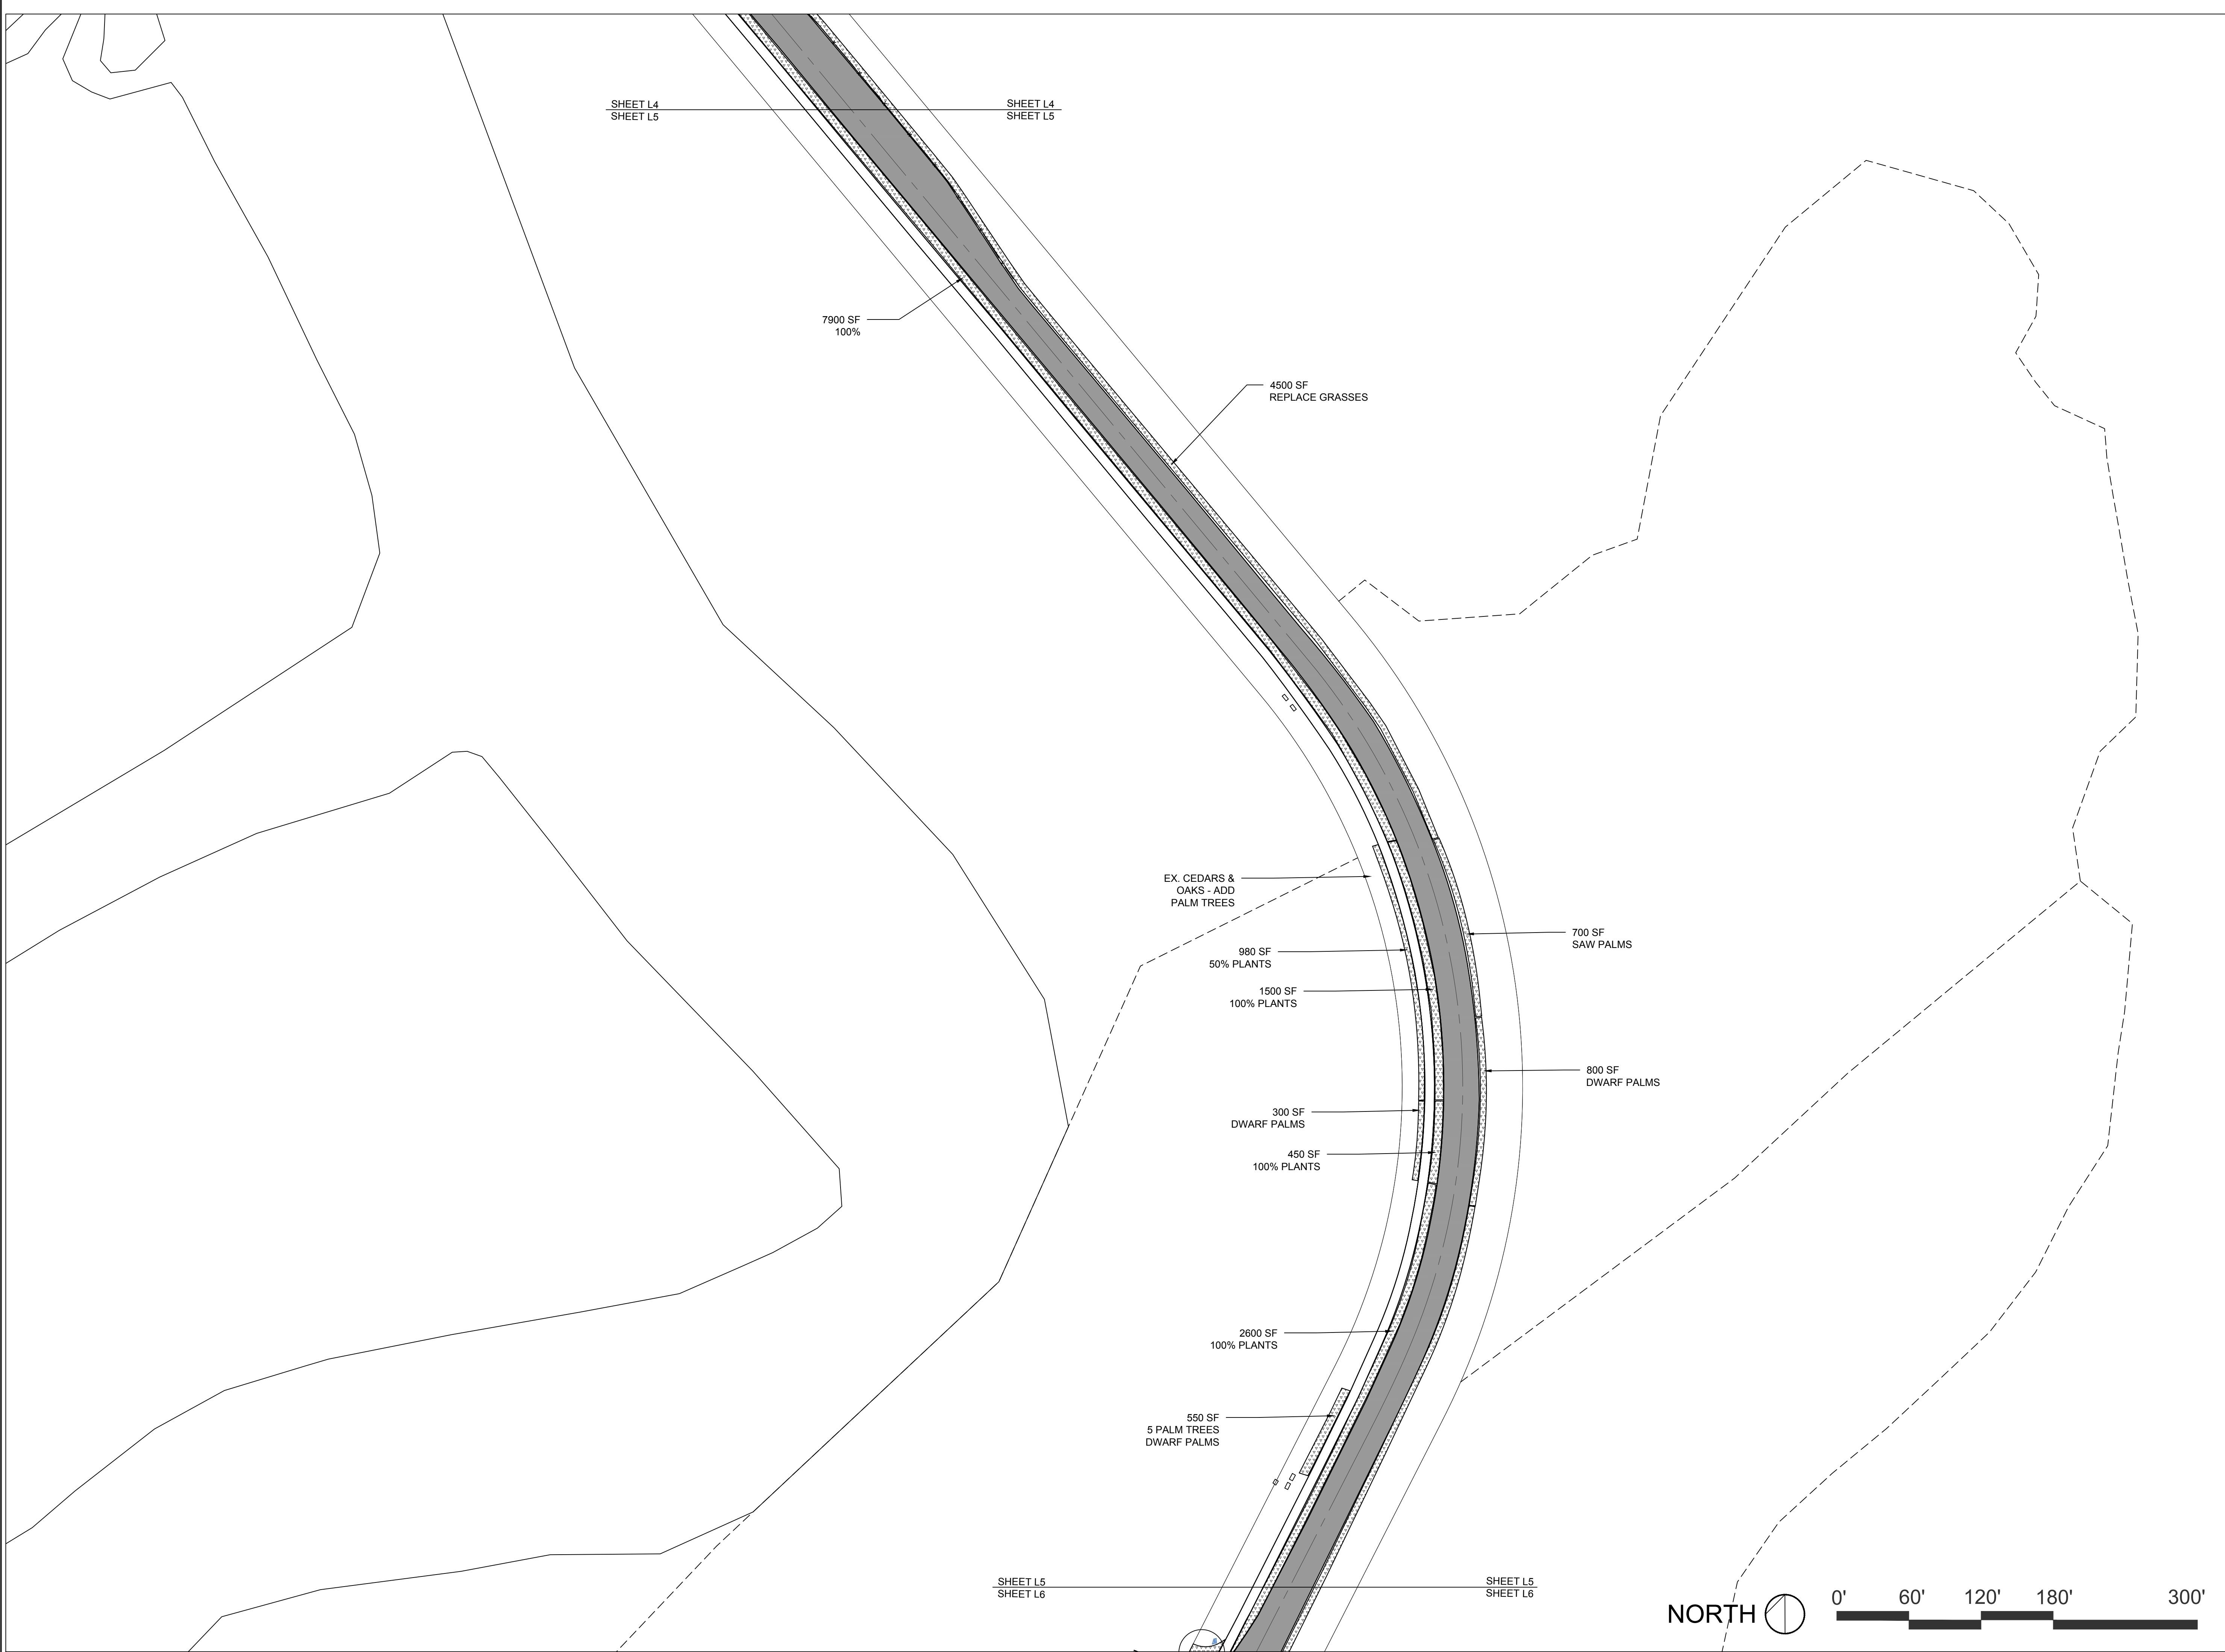 SHEET L4
SHEET L5
SHEET L4
SHEET L5
7900 SF
100%
4500 SF
REPLACE GRASSES
EX. CEDARS &
OAKS - ADD
PALM TREES
700 SF
SAW PALMS
980 SF
50% PLANTS
1500 SF
100% PLANTS
800 SF
DWARF PALMS
300 SF
DWARF PALMS
450 SF
100% PLANTS
2600 SF
100% PLANTS
550 SF
5 PALM TREES
DWARF PALMS
SHEET L5
SHEET L6
SHEET L5
SHEET L6
NORTH
0' 60' 120' 180' 300'